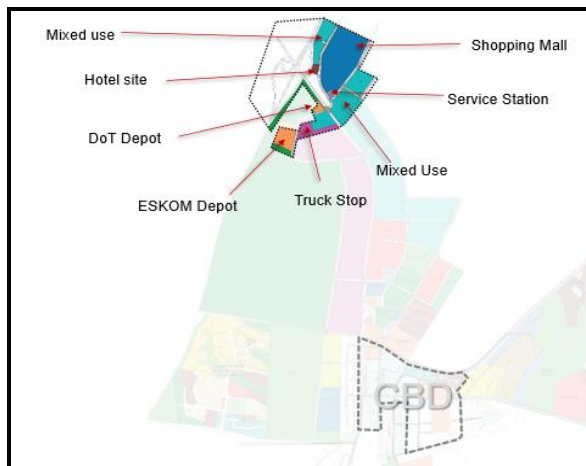 Mixed use
Shopping Mall
Hotel site
Service Station
DoT Depot
Mixed Use
ESKOM Depot
Truck Stop
CBD